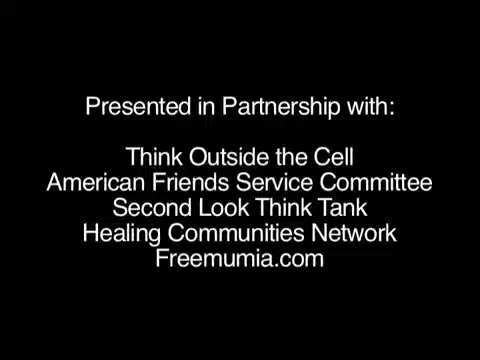 Presented in Partnership with:
Think Outside the Cell
American Friends Service Committee
Second Look Think Tank
Healing Communities Network
Freemumia.com